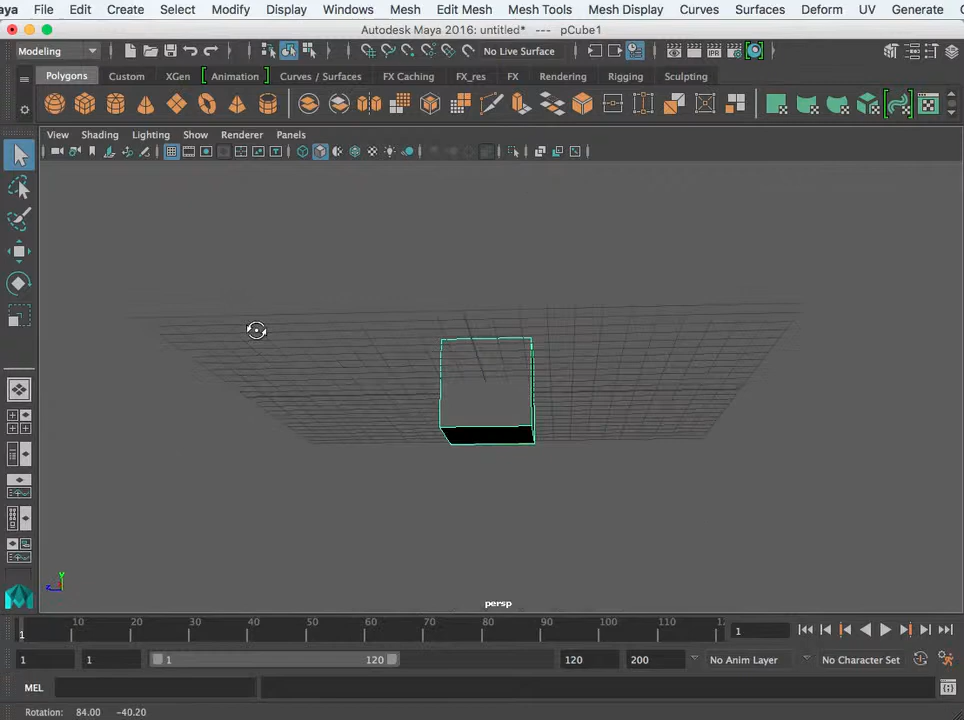 aya File Edit Create Select Modify Display Windows Mesh Edit Mesh Mesh Tools Mesh Display Curves Surfaces Deform UV Generate
Autodesk Maya 2016: untitled* --- pCube1
Modeling No Live Surface
Polygons Custom XGen Animation Curves / Surfaces FX Caching FX_res FX Rendering Rigging Sculpting
View Shading Lighting Show Renderer Panels
Y
Z
persp
1 10 20 30 40 50 60 70 80 90 100 110 12 1
1 1 1 120 120 200 No Anim Layer No Character Set
MEL
Rotation: 84.00 -40.20